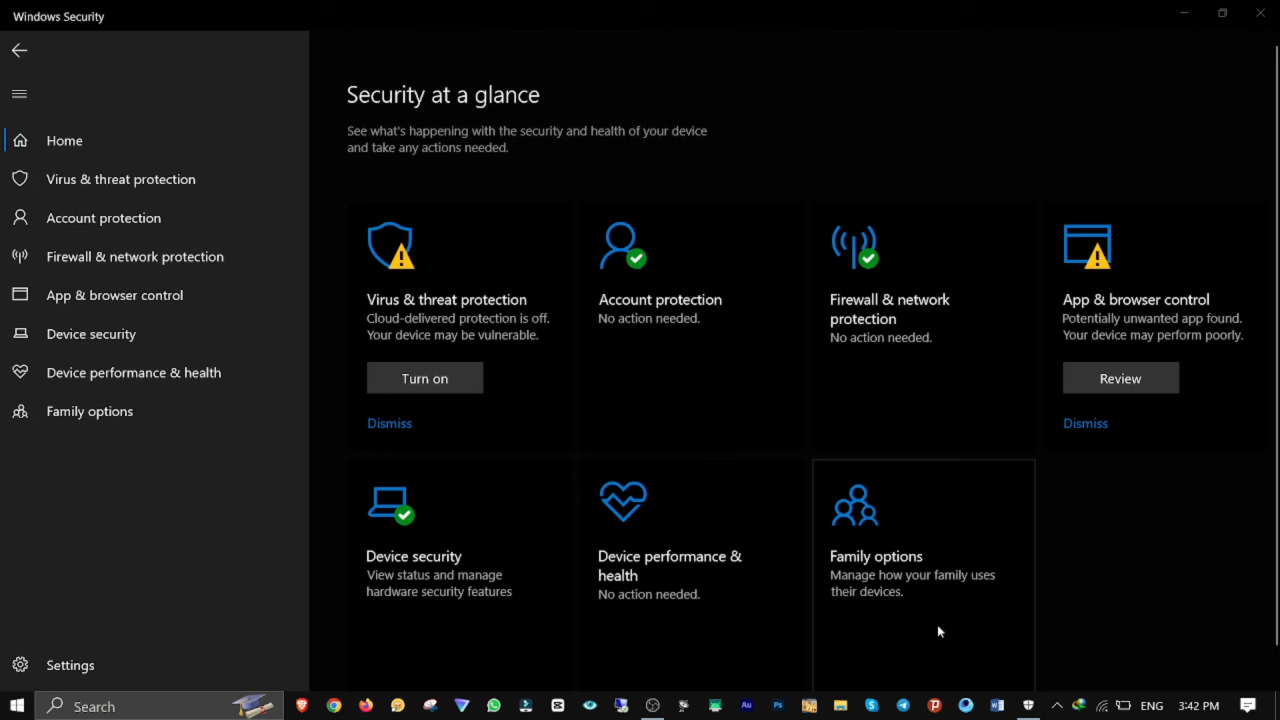 Windows Security
Home
Virus & threat protection
Account protection
Firewall & network protection
App & browser control
Device security
Device performance & health
Family options
Settings
Security at a glance
See what's happening with the security and health of your device
and take any actions needed.
Virus & threat protection
Cloud-delivered protection is off.
Your device may be vulnerable.
Turn on
Dismiss
Account protection
No action needed.
Firewall & network
protection
No action needed.
App & browser control
Potentially unwanted app found.
Your device may perform poorly.
Review
Dismiss
Device security
View status and manage
hardware security features
Device performance &
health
No action needed.
Family options
Manage how your family uses
their devices.
Search
Au
Ps
ENG
3:42 PM